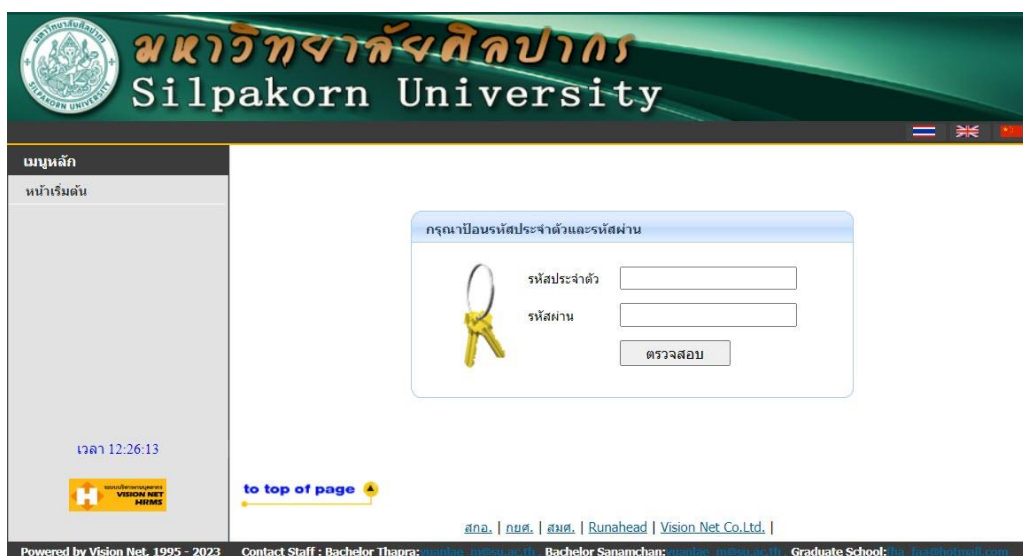 มหาวิทยาลัยศิลปากร
Silpakorn University
SILPAKORN UNIVERSITY
เมนูหลัก
หน้าเริ่มต้น
กรุณาป้อนรหัสประจำตัวและรหัสผ่าน
รหัสประจำตัว
รหัสผ่าน
ตรวจสอบ
เวลา 12:26:13
VISION NET
HRMS
to top of page
สกอ. | กยศ. | สมศ. | Runahead | Vision Net Co.Ltd. |
Powered by Vision Net, 1995 - 2023 Contact Staff : Bachelor Thapra: Bachelor Sanamchan: Graduate School: